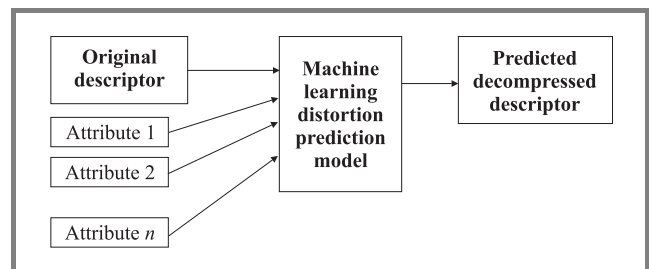 Original
descriptor
Attribute 1
Attribute 2
Attribute n
Machine
learning
distortion
prediction
model
Predicted
decompressed
descriptor